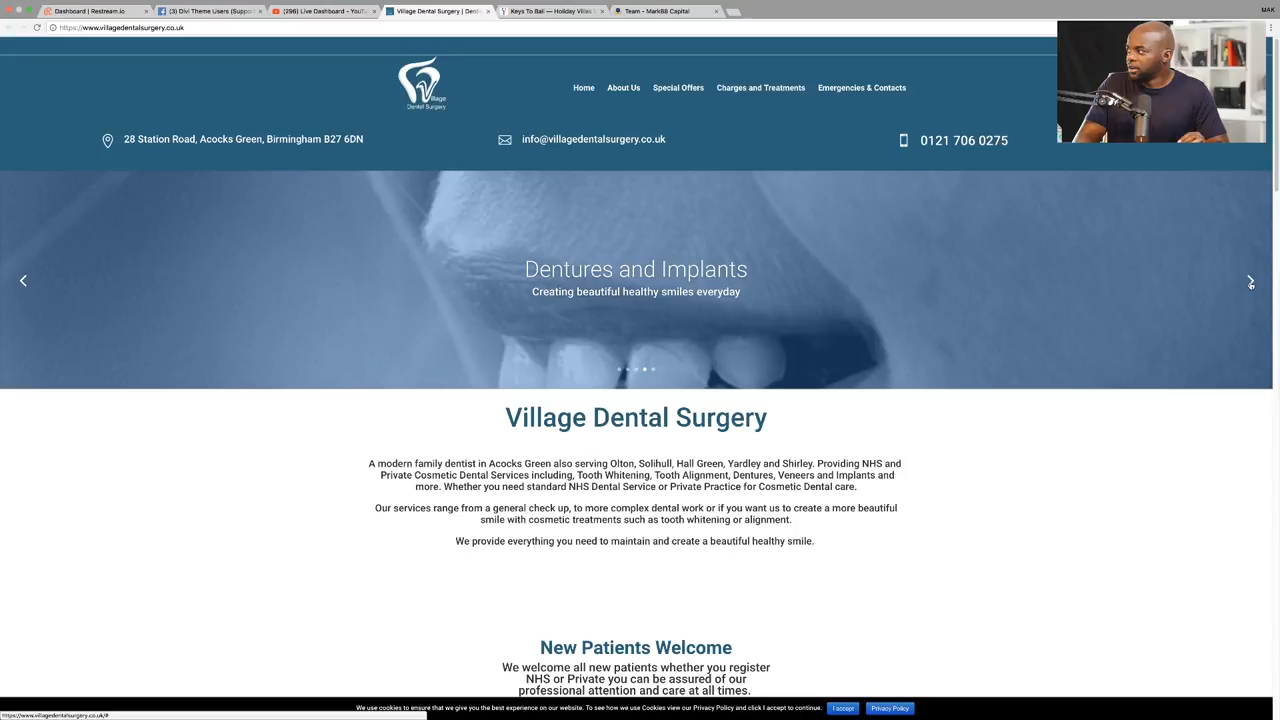 Dashboard | Restream.io
(3) Divi Theme Users (Suppor
(296) Live Dashboard - YouTu
Village Dental Surgery | Dent
Keys To Bali — Holiday Villas
Team - Mark88 Capital
MAK
https://www.villagedentalsurgery.co.uk
Village
Dental Surgery
Home About Us Special Offers Charges and Treatments Emergencies & Contacts
28 Station Road, Acocks Green, Birmingham B27 6DN
info@villagedentalsurgery.co.uk
0121 706 0275
Dentures and Implants
Creating beautiful healthy smiles everyday
Village Dental Surgery
A modern family dentist in Acocks Green also serving Olton, Solihull, Hall Green, Yardley and Shirley. Providing NHS and
Private Cosmetic Dental Services including, Tooth Whitening, Tooth Alignment, Dentures, Veneers and Implants and
more. Whether you need standard NHS Dental Service or Private Practice for Cosmetic Dental care.
Our services range from a general check up, to more complex dental work or if you want us to create a more beautiful
smile with cosmetic treatments such as tooth whitening or alignment.
We provide everything you need to maintain and create a beautiful healthy smile.
New Patients Welcome
We welcome all new patients whether you register
NHS or Private you can be assured of our
professional attention and care at all times.
We use cookies to ensure that we give you the best experience on our website. To see how we use Cookies view our Privacy Policy and click I accept to continue.
I accept
Privacy Policy
https://www.villagedentalsurgery.co.uk/#